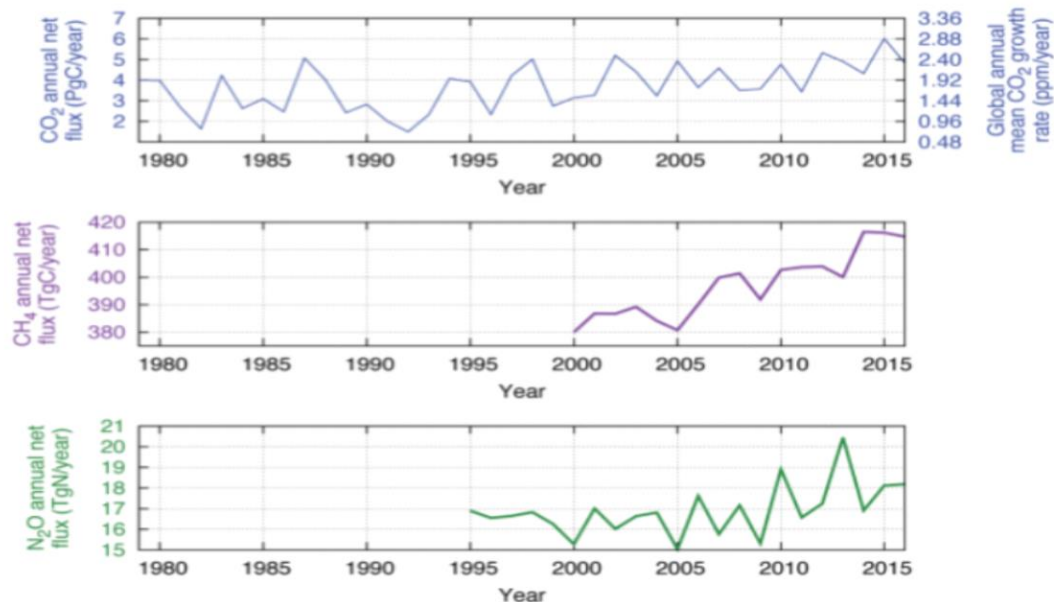 CO2 annual net
flux (PgC/year)
7
6
5
4
3
2
3.36
2.88
2.40
1.92
1.44
0.96
0.48
Global annual
mean CO2 growth
rate (ppm/year)
1980 1985 1990 1995 2000 2005 2010 2015
Year
CH4 annual net
flux (TgC/year)
420
410
400
390
380
1980 1985 1990 1995 2000 2005 2010 2015
Year
N2O annual net
flux (TgN/year)
21
20
19
18
17
16
15
1980 1985 1990 1995 2000 2005 2010 2015
Year